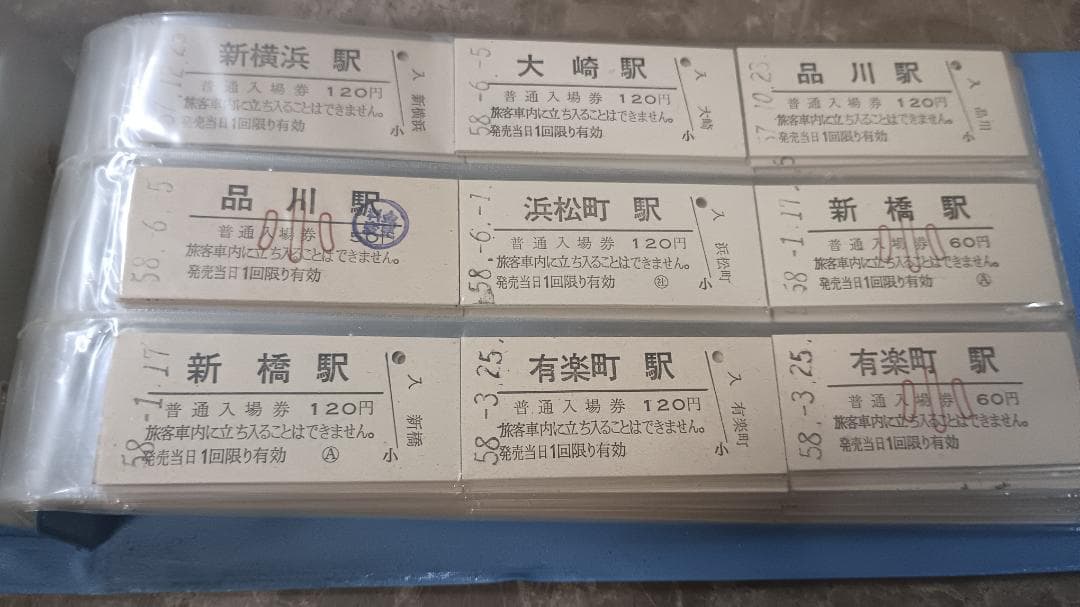 新横浜駅
普通入場券 120円
旅客車内に立ち入ることはできません。
発売当日1回限り有効
入 新横浜
小
大崎駅
普通入場券 120円
旅客車内に立ち入ることはできません。
発売当日1回限り有効
58.-6.-5
入 大崎
小
品川駅
普通入場券 120円
旅客車内に立ち入ることはできません。
発売当日1回限り有効
入 品川
小
品川駅
普通入場券
旅客車内に立ち入ることはできません。
発売当日1回限り有効
58.6.5
浜松町駅
普通入場券 120円
旅客車内に立ち入ることはできません。
発売当日1回限り有効 ㊓
58.-6.-1.
入 浜松町
小
新橋駅
普通入場券 60円
旅客車内に立ち入ることはできません。
発売当日1回限り有効 Ⓐ
58.-1.17.
新橋駅
普通入場券 120円
旅客車内に立ち入ることはできません。
発売当日1回限り有効 Ⓐ
58.-1.17.
入 新橋
小
有楽町駅
普通入場券 120円
旅客車内に立ち入ることはできません。
発売当日1回限り有効
58.-3.25.
入 有楽町
小
有楽町駅
普通入場券 60円
旅客車内に立ち入ることはできません。
発売当日1回限り有効
58.-3.25.